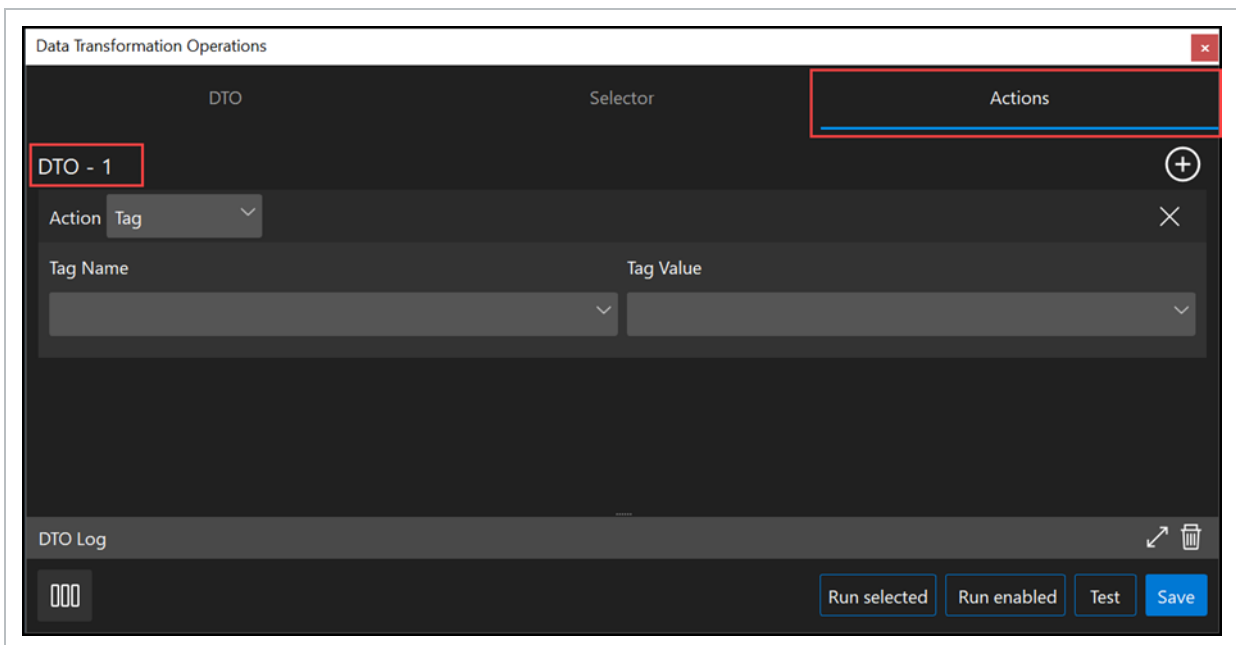 Data Transformation Operations
DTO Selector Actions
DTO - 1
Action Tag
Tag Name Tag Value
DTO Log
Run selected Run enabled Test Save